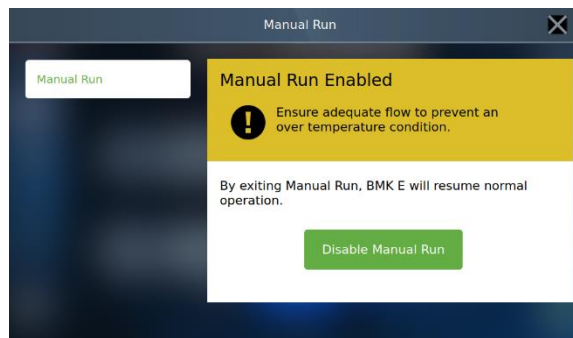 Manual Run
Manual Run
Manual Run Enabled
Ensure adequate flow to prevent an
over temperature condition.
By exiting Manual Run, BMK E will resume normal
operation.
Disable Manual Run